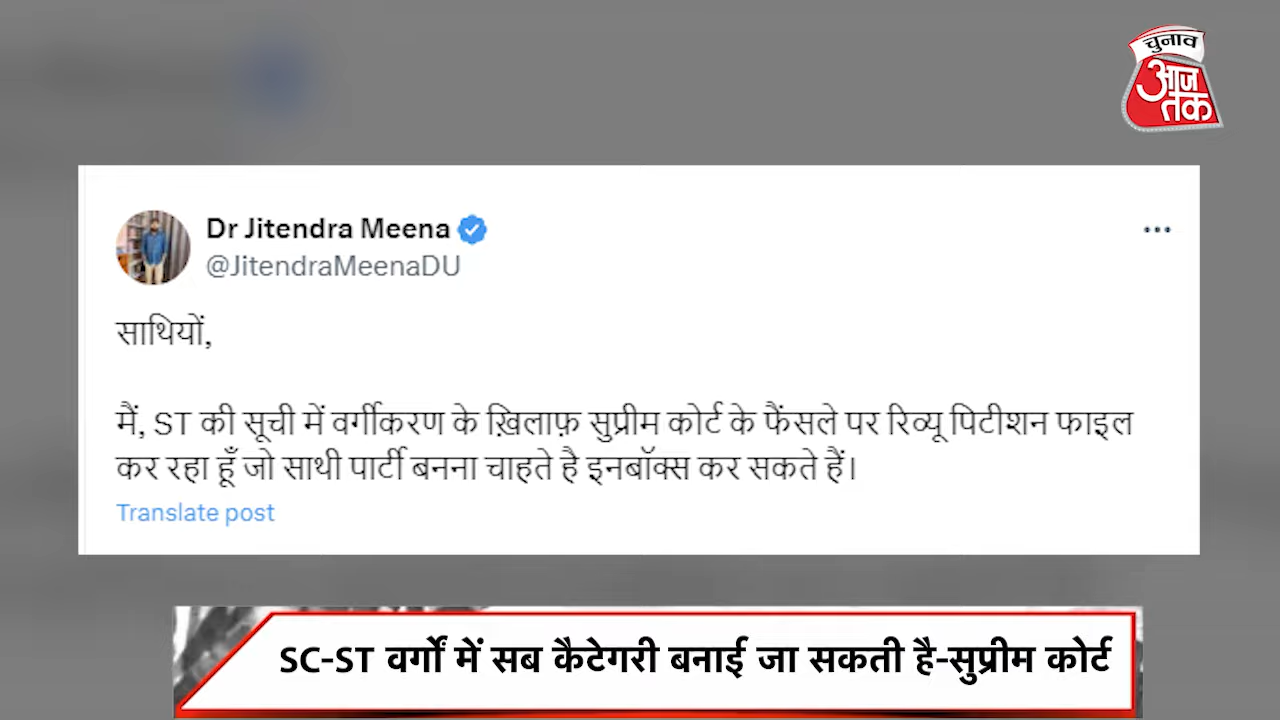 चुनाव
आज
तक
Dr Jitendra Meena
@JitendraMeenaDU
साथियों,
मैं, ST की सूची में वर्गीकरण के ख़िलाफ़ सुप्रीम कोर्ट के फैंसले पर रिव्यू पिटीशन फाइल
कर रहा हूँ जो साथी पार्टी बनना चाहते है इनबॉक्स कर सकते हैं।
Translate post
SC-ST वर्गों में सब कैटेगरी बनाई जा सकती है-सुप्रीम कोर्ट